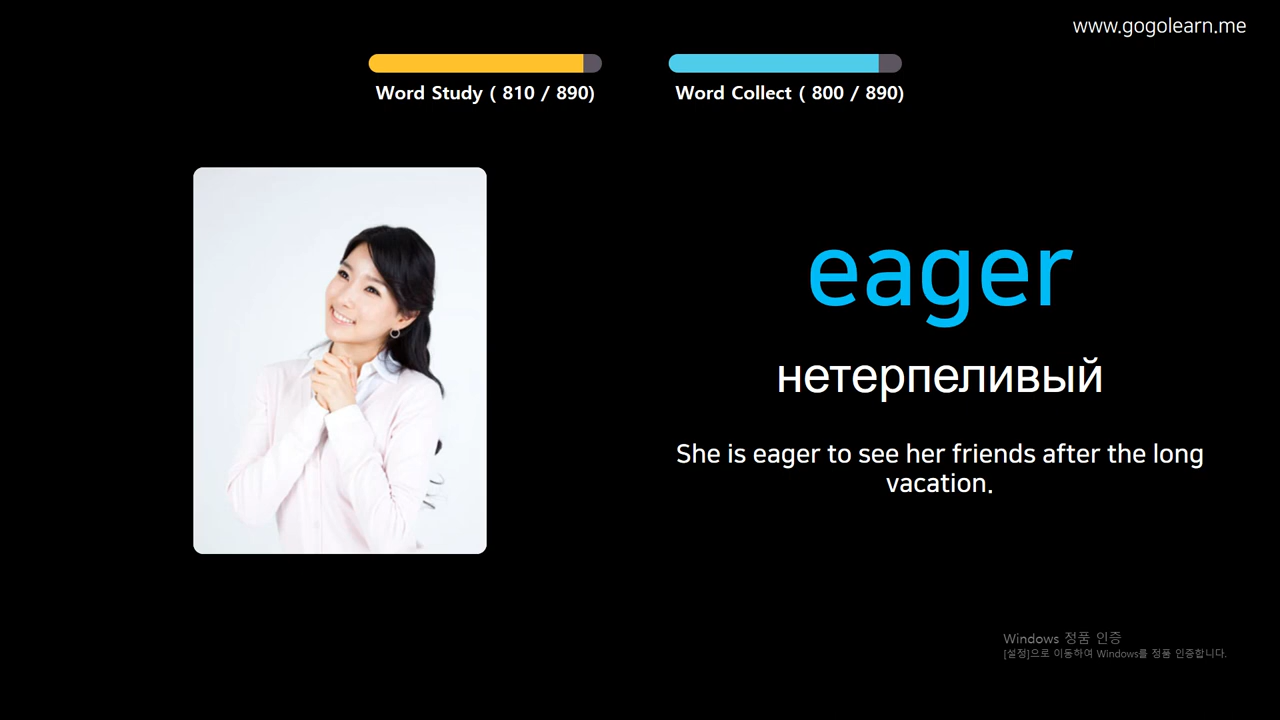 www.gogolearn.me
Word Study ( 810 / 890)
Word Collect ( 800 / 890)
eager
нетерпеливый
She is eager to see her friends after the long
vacation.
Windows 정품 인증
[설정]으로 이동하여 Windows를 정품 인증합니다.